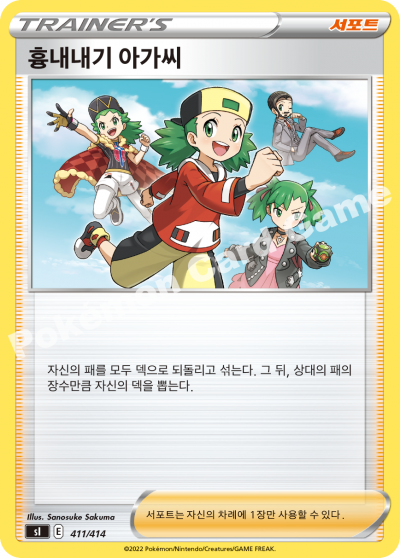 TRAINER'S
서포트
흉내내기 아가씨
Pokémon Card Game
자신의 패를 모두 덱으로 되돌리고 섞는다. 그 뒤, 상대의 패의
장수만큼 자신의 덱을 뽑는다.
Illus. Sanosuke Sakuma
sI E 411/414
서포트는 자신의 차례에 1장만 사용할 수 있다.
©2022 Pokémon/Nintendo/Creatures/GAME FREAK.